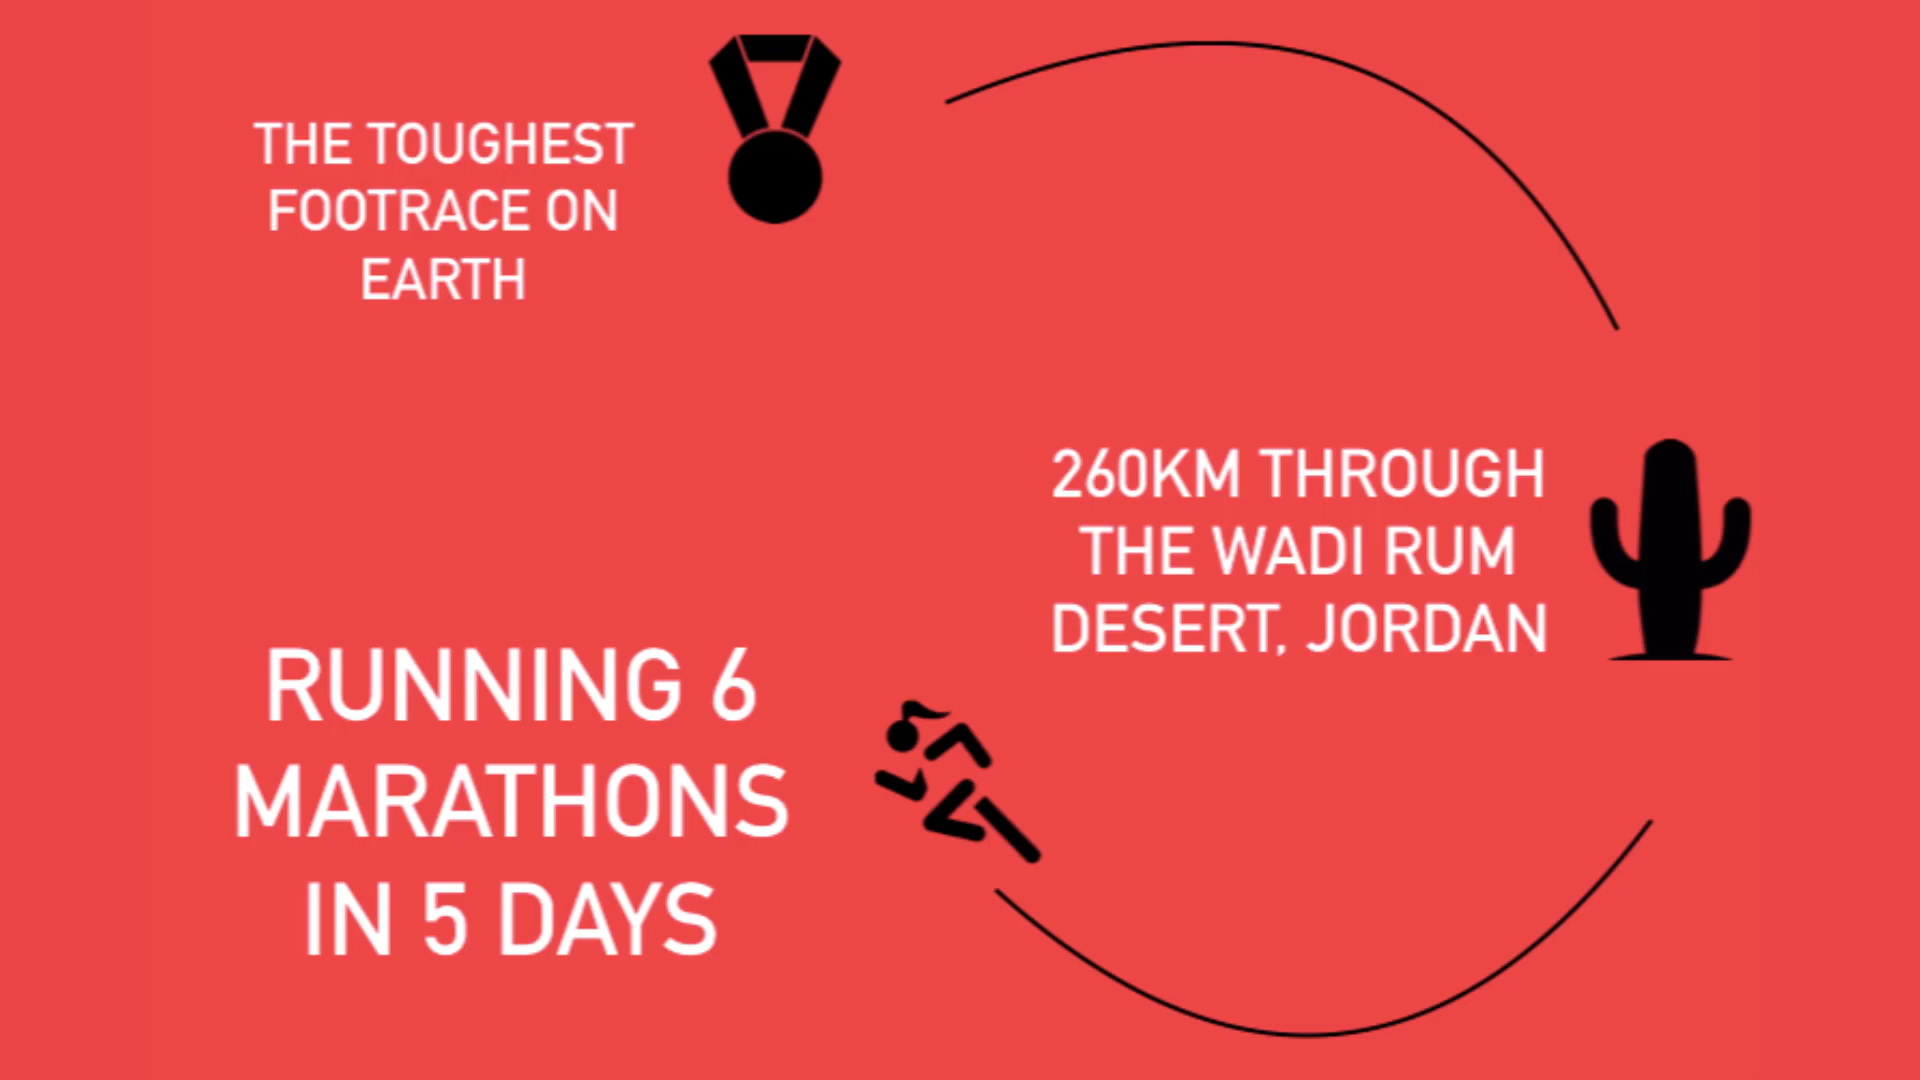 THE TOUGHEST
FOOTRACE ON
EARTH
260KM THROUGH
THE WADI RUM
DESERT, JORDAN
RUNNING 6
MARATHONS
IN 5 DAYS